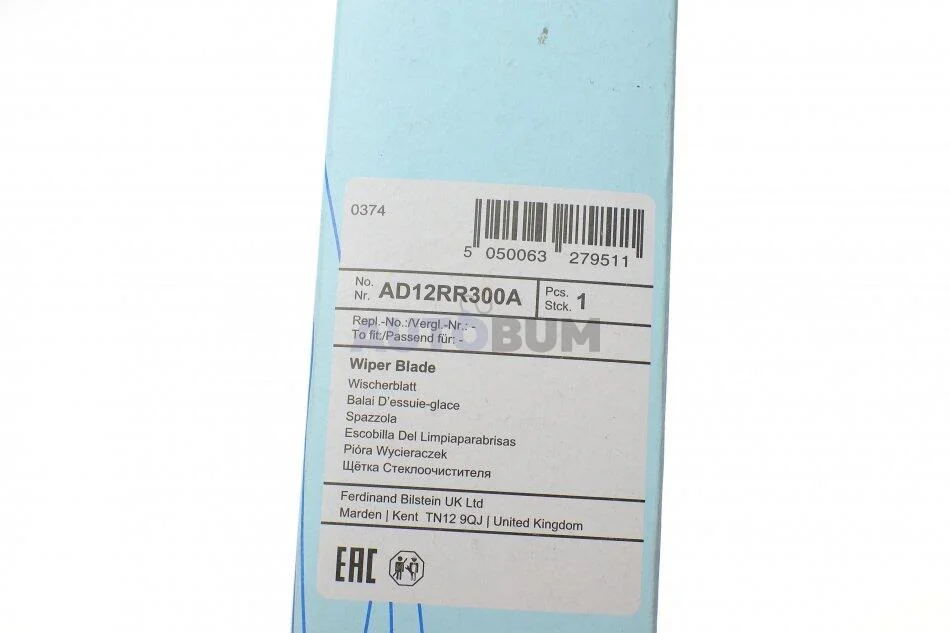 0374
5 050063 279511
No.
Nr. AD12RR300A
Pcs.
Stck. 1
Repl.-No.:/Vergl.-Nr.: -
To fit:/Passend für: -
AUTOBUM
Wiper Blade
Wischerblatt
Balai D'essuie-glace
Spazzola
Escobilla Del Limpiaparabrisas
Pióra Wycieraczek
Щётка Стеклоочистителя
Ferdinand Bilstein UK Ltd
Marden | Kent TN12 9QJ | United Kingdom
EAC